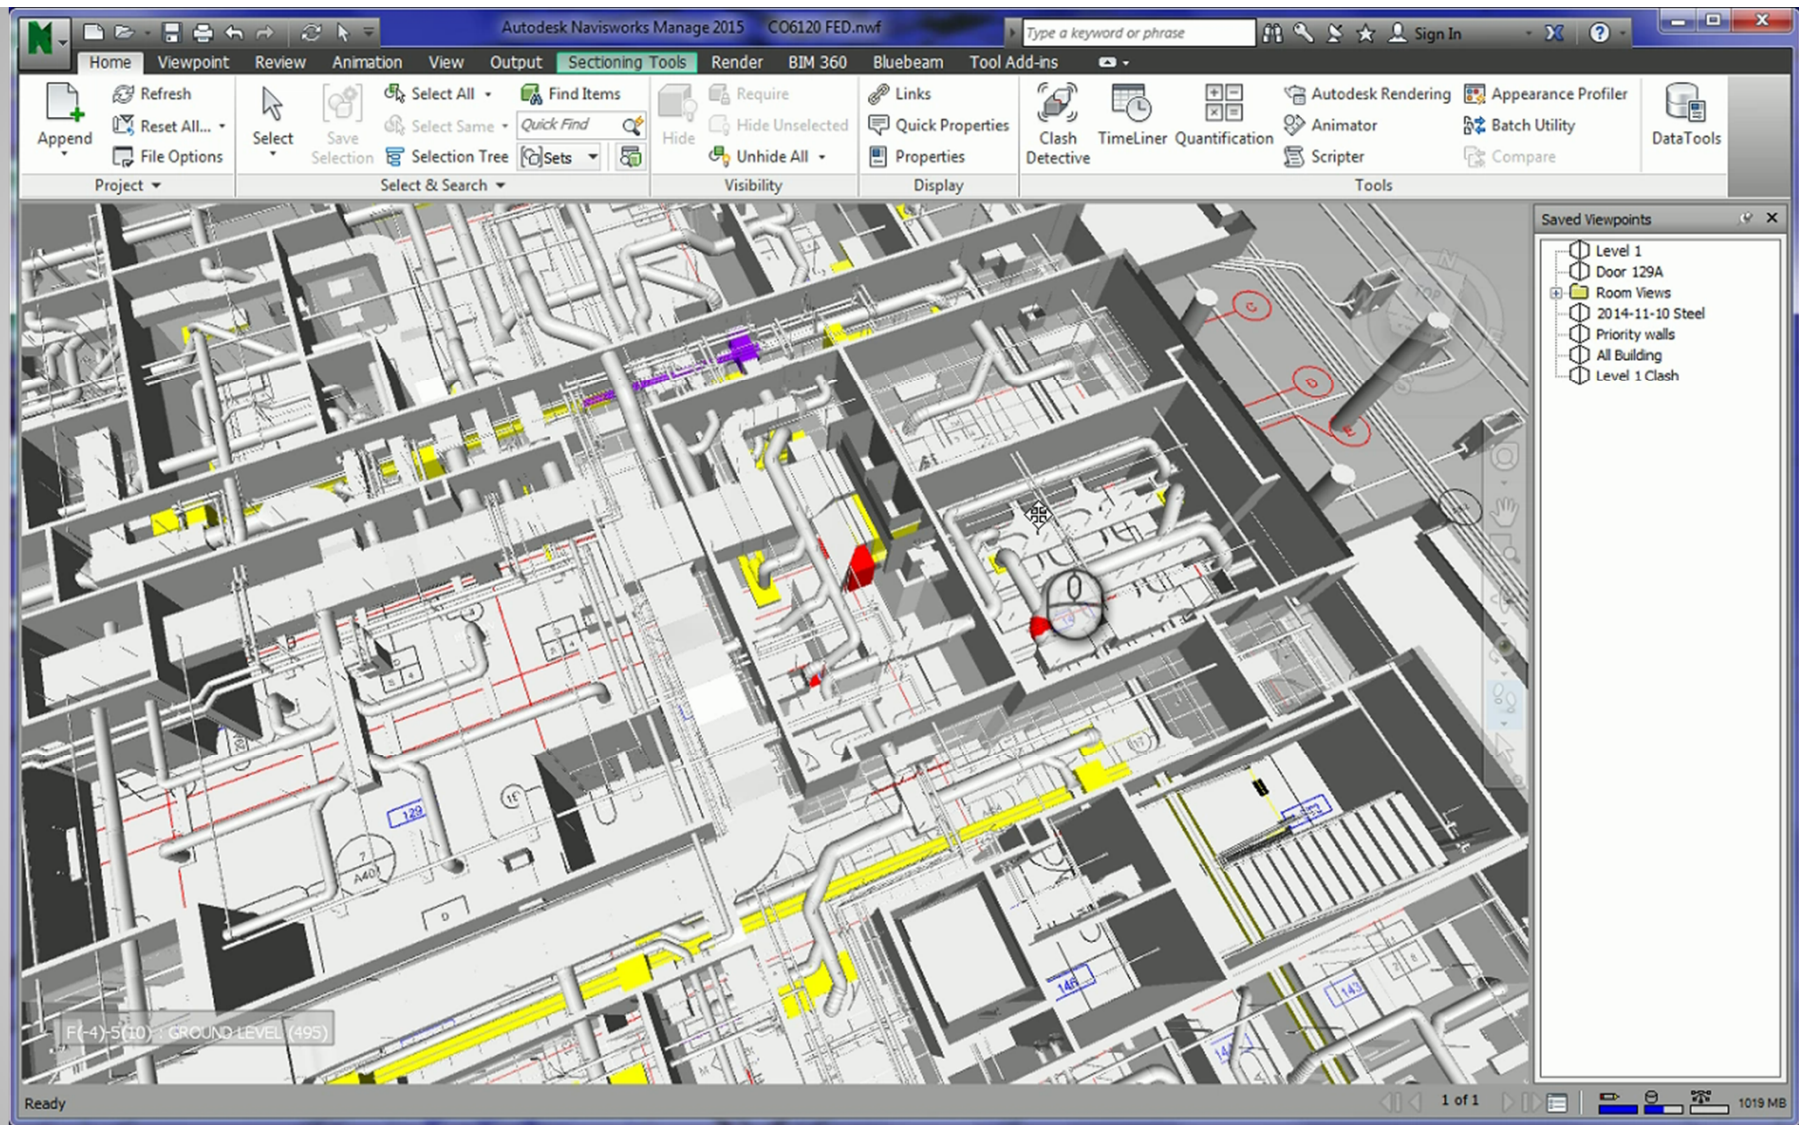 Autodesk Navisworks Manage 2015 CO6120 FED.nwf
Type a keyword or phrase
Sign In
Home Viewpoint Review Animation View Output Sectioning Tools Render BIM 360 Bluebeam Tool Add-ins
Append
Refresh
Reset All...
File Options
Project
Select
Save Selection
Select All
Select Same
Selection Tree
Find Items
Quick Find
Sets
Select & Search
Hide
Require
Hide Unselected
Unhide All
Visibility
Links
Quick Properties
Properties
Display
Clash Detective
TimeLiner
Quantification
Autodesk Rendering
Animator
Scripter
Appearance Profiler
Batch Utility
Compare
Tools
DataTools
Saved Viewpoints
Level 1
Door 129A
Room Views
2014-11-10 Steel
Priority walls
All Building
Level 1 Clash
N
TOP
C
D
E
129
7
A401
D
146
143
F(-4)-5(10) : GROUND LEVEL (495)
Ready
1 of 1
1019 MB